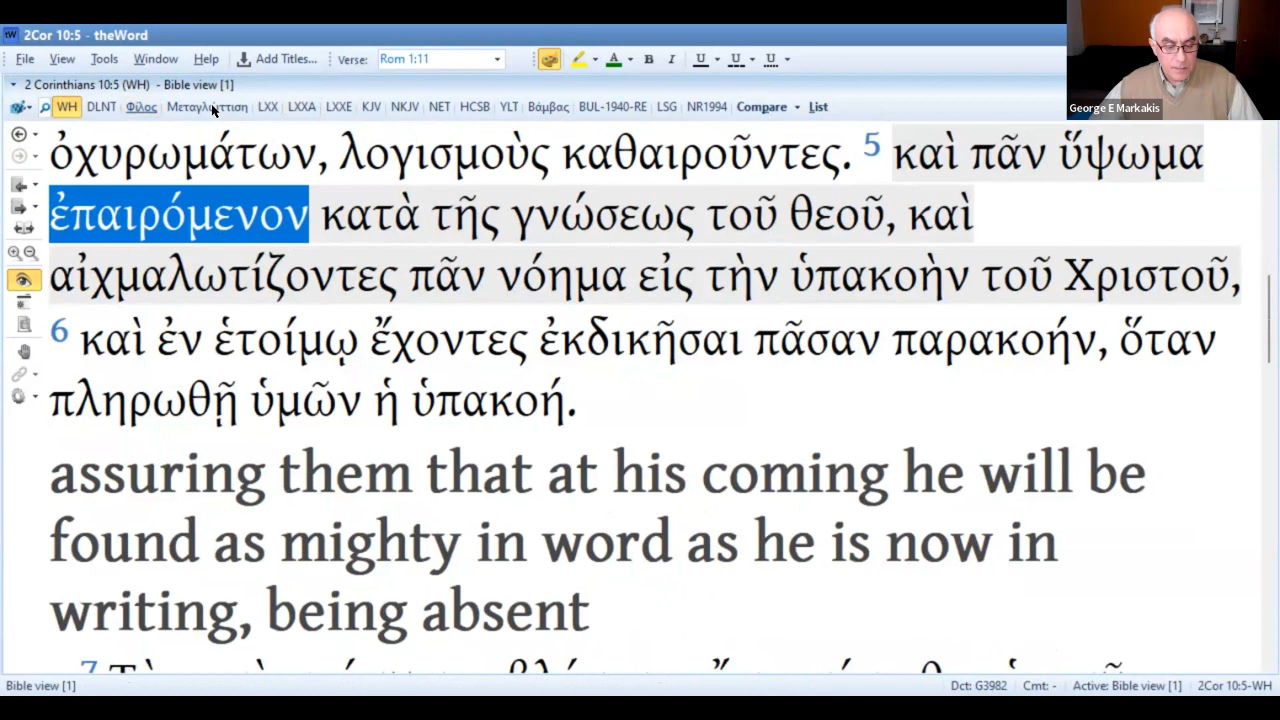 2Cor 10:5 - theWord
File View Tools Window Help Add Titles... Verse: Rom 1:11 B I U U U
2 Corinthians 10:5 (WH) - Bible view [1]
WH DLNT Φίλος Μεταγλώττιση LXX LXXA LXXE KJV NKJV NET HCSB YLT Βάμβας BUL-1940-RE LSG NR1994 Compare List
George E Markakis
ὀχυρωμάτων, λογισμοὺς καθαιροῦντες. 5 καὶ πᾶν ὕψωμα
ἐπαιρόμενον κατὰ τῆς γνώσεως τοῦ θεοῦ, καὶ
αἰχμαλωτίζοντες πᾶν νόημα εἰς τὴν ὑπακοὴν τοῦ Χριστοῦ,
6 καὶ ἐν ἑτοίμῳ ἔχοντες ἐκδικῆσαι πᾶσαν παρακοήν, ὅταν
πληρωθῇ ὑμῶν ἡ ὑπακοή.
assuring them that at his coming he will be
found as mighty in word as he is now in
writing, being absent
Bible view [1] Dct: G3982 Cmt: - Active: Bible view [1] 2Cor 10:5-WH